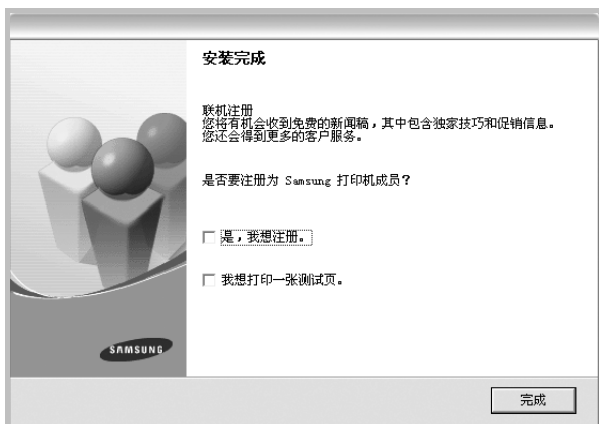 安装完成
联机注册
您将有机会收到免费的新闻稿，其中包含独家技巧和促销信息。
您还会得到更多的客户服务。
是否要注册为 Samsung 打印机成员？
是，我想注册。
我想打印一张测试页。
SAMSUNG
完成